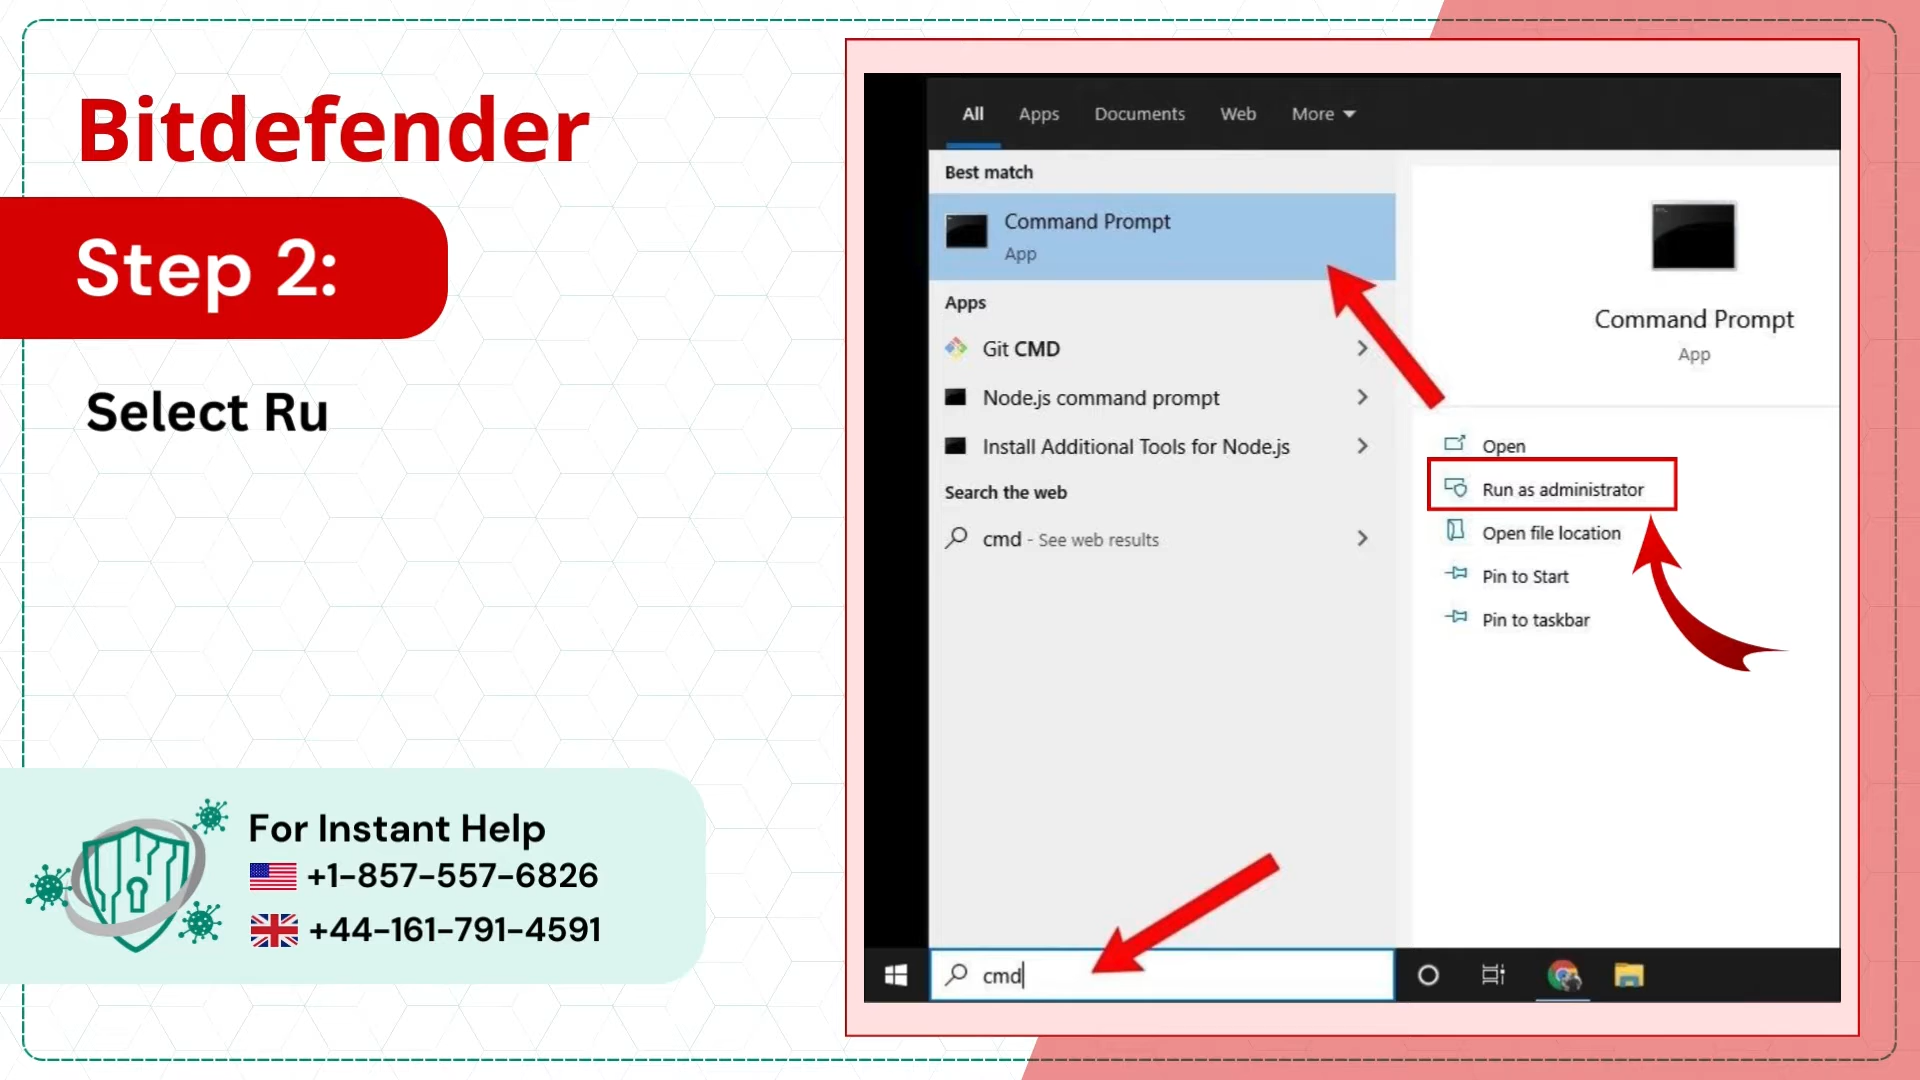 Bitdefender
Step 2:
Select Ru
For Instant Help
+1-857-557-6826
+44-161-791-4591
All Apps Documents Web More
Best match
Command Prompt
App
Apps
Git CMD
Node.js command prompt
Install Additional Tools for Node.js
Search the web
cmd - See web results
Command Prompt
App
Open
Run as administrator
Open file location
Pin to Start
Pin to taskbar
cmd